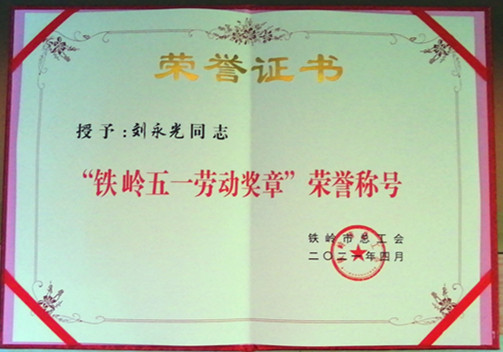 荣誉证书
授予：刘永光同志
“铁岭五一劳动奖章”荣誉称号
铁岭市总工会
二〇二一年四月